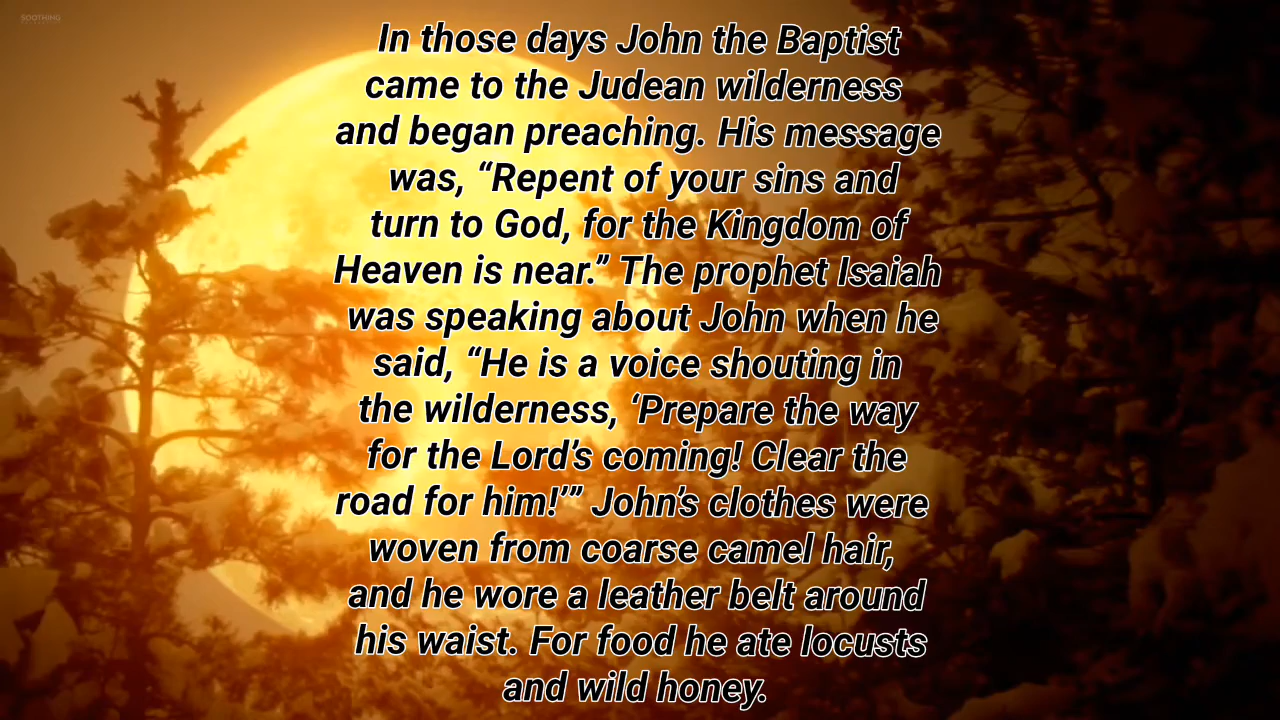 SOOTHING
In those days John the Baptist
came to the Judean wilderness
and began preaching. His message
was, “Repent of your sins and
turn to God, for the Kingdom of
Heaven is near.” The prophet Isaiah
was speaking about John when he
said, “He is a voice shouting in
the wilderness, ‘Prepare the way
for the Lord’s coming! Clear the
road for him!’” John’s clothes were
woven from coarse camel hair,
and he wore a leather belt around
his waist. For food he ate locusts
and wild honey.